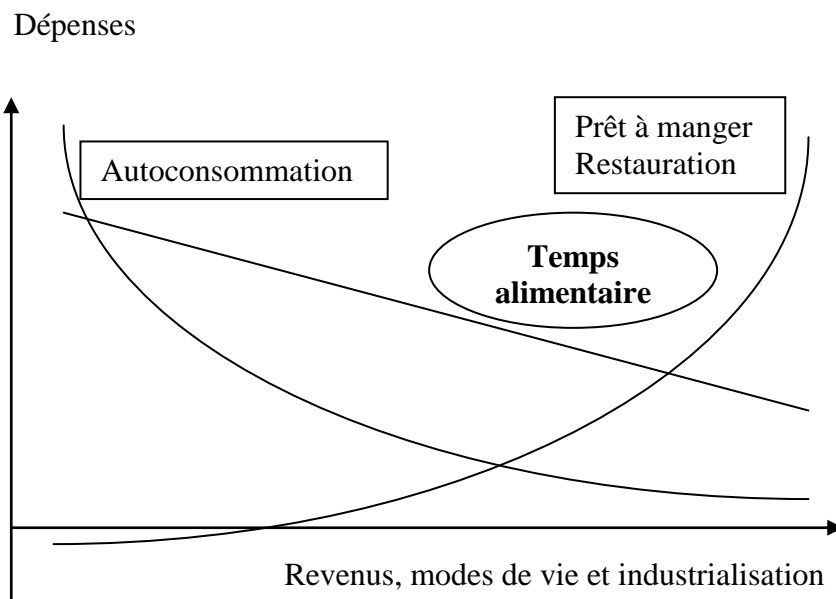 Dépenses
Prêt à manger
Restauration
Autoconsommation
Temps
alimentaire
Revenus, modes de vie et industrialisation